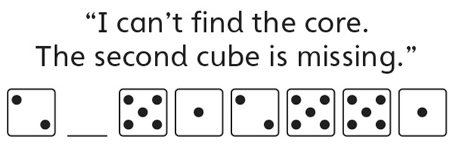 “I can’t find the core.
The second cube is missing.”